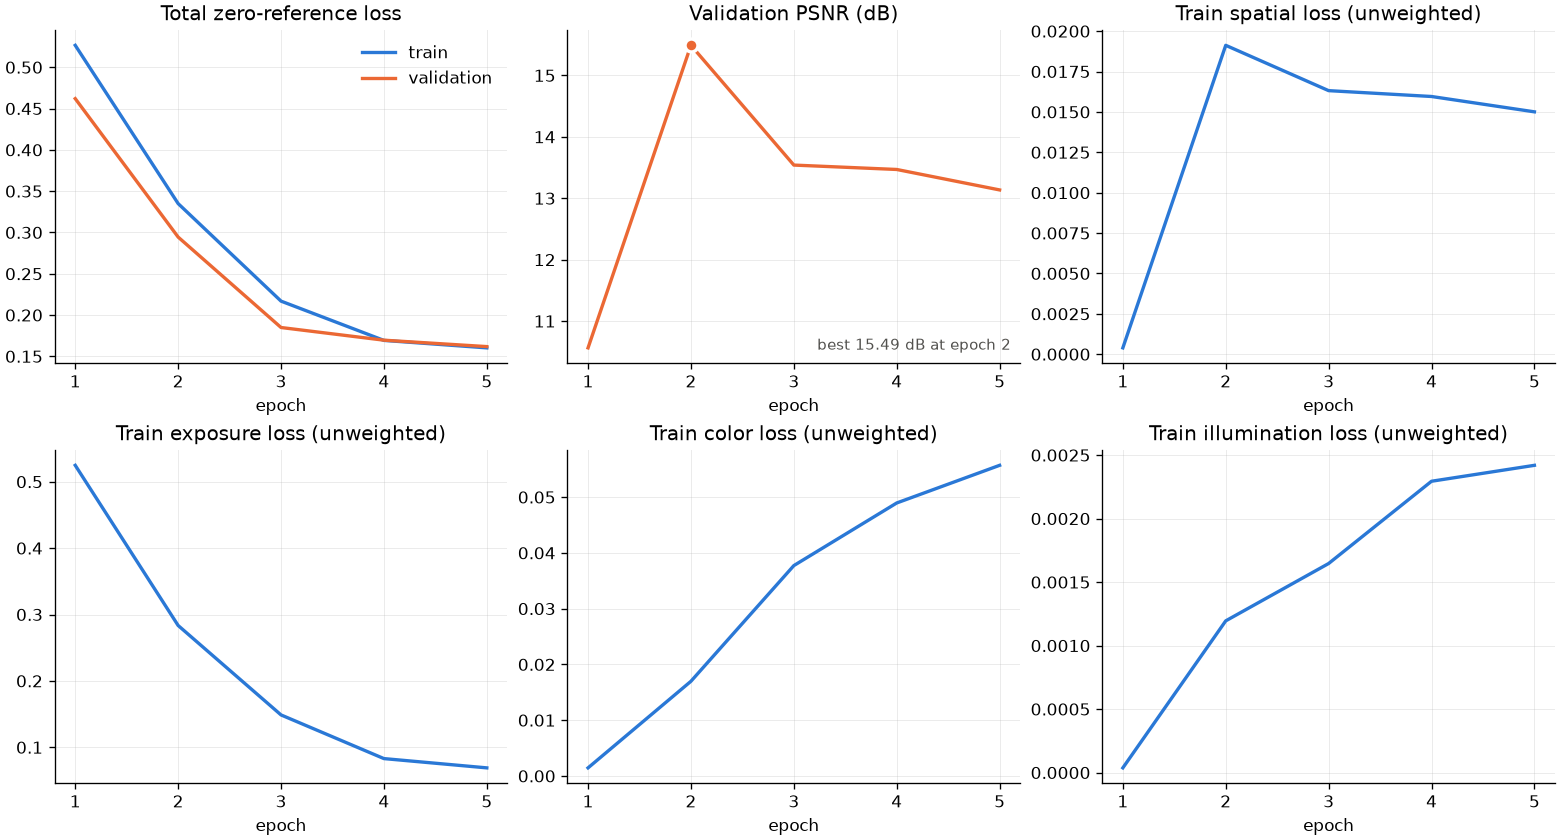 Total zero-reference loss
0.50
0.45
0.40
0.35
0.30
0.25
0.20
0.15
train
validation
1 2 3 4 5
epoch
Validation PSNR (dB)
15
14
13
12
11
best 15.49 dB at epoch 2
1 2 3 4 5
epoch
Train spatial loss (unweighted)
0.0200
0.0175
0.0150
0.0125
0.0100
0.0075
0.0050
0.0025
0.0000
1 2 3 4 5
epoch
Train exposure loss (unweighted)
0.5
0.4
0.3
0.2
0.1
1 2 3 4 5
epoch
Train color loss (unweighted)
0.05
0.04
0.03
0.02
0.01
0.00
1 2 3 4 5
epoch
Train illumination loss (unweighted)
0.0025
0.0020
0.0015
0.0010
0.0005
0.0000
1 2 3 4 5
epoch